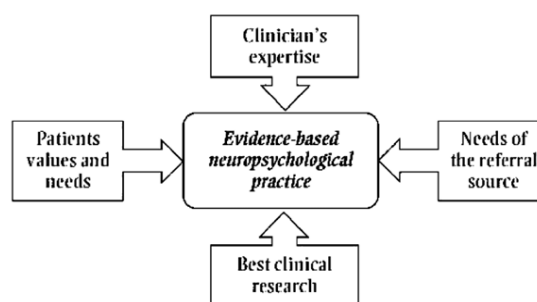 Clinician's
expertise
Patients
values and
needs
Evidence-based
neuropsychological
practice
Needs of
the referral
source
Best clinical
research